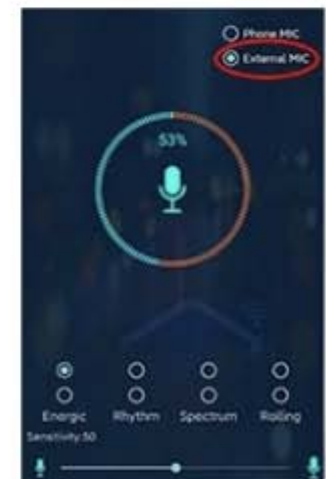 Phone MIC
External MIC
53%
Energic Rhythm Spectrum Rolling
Sensitivity:50